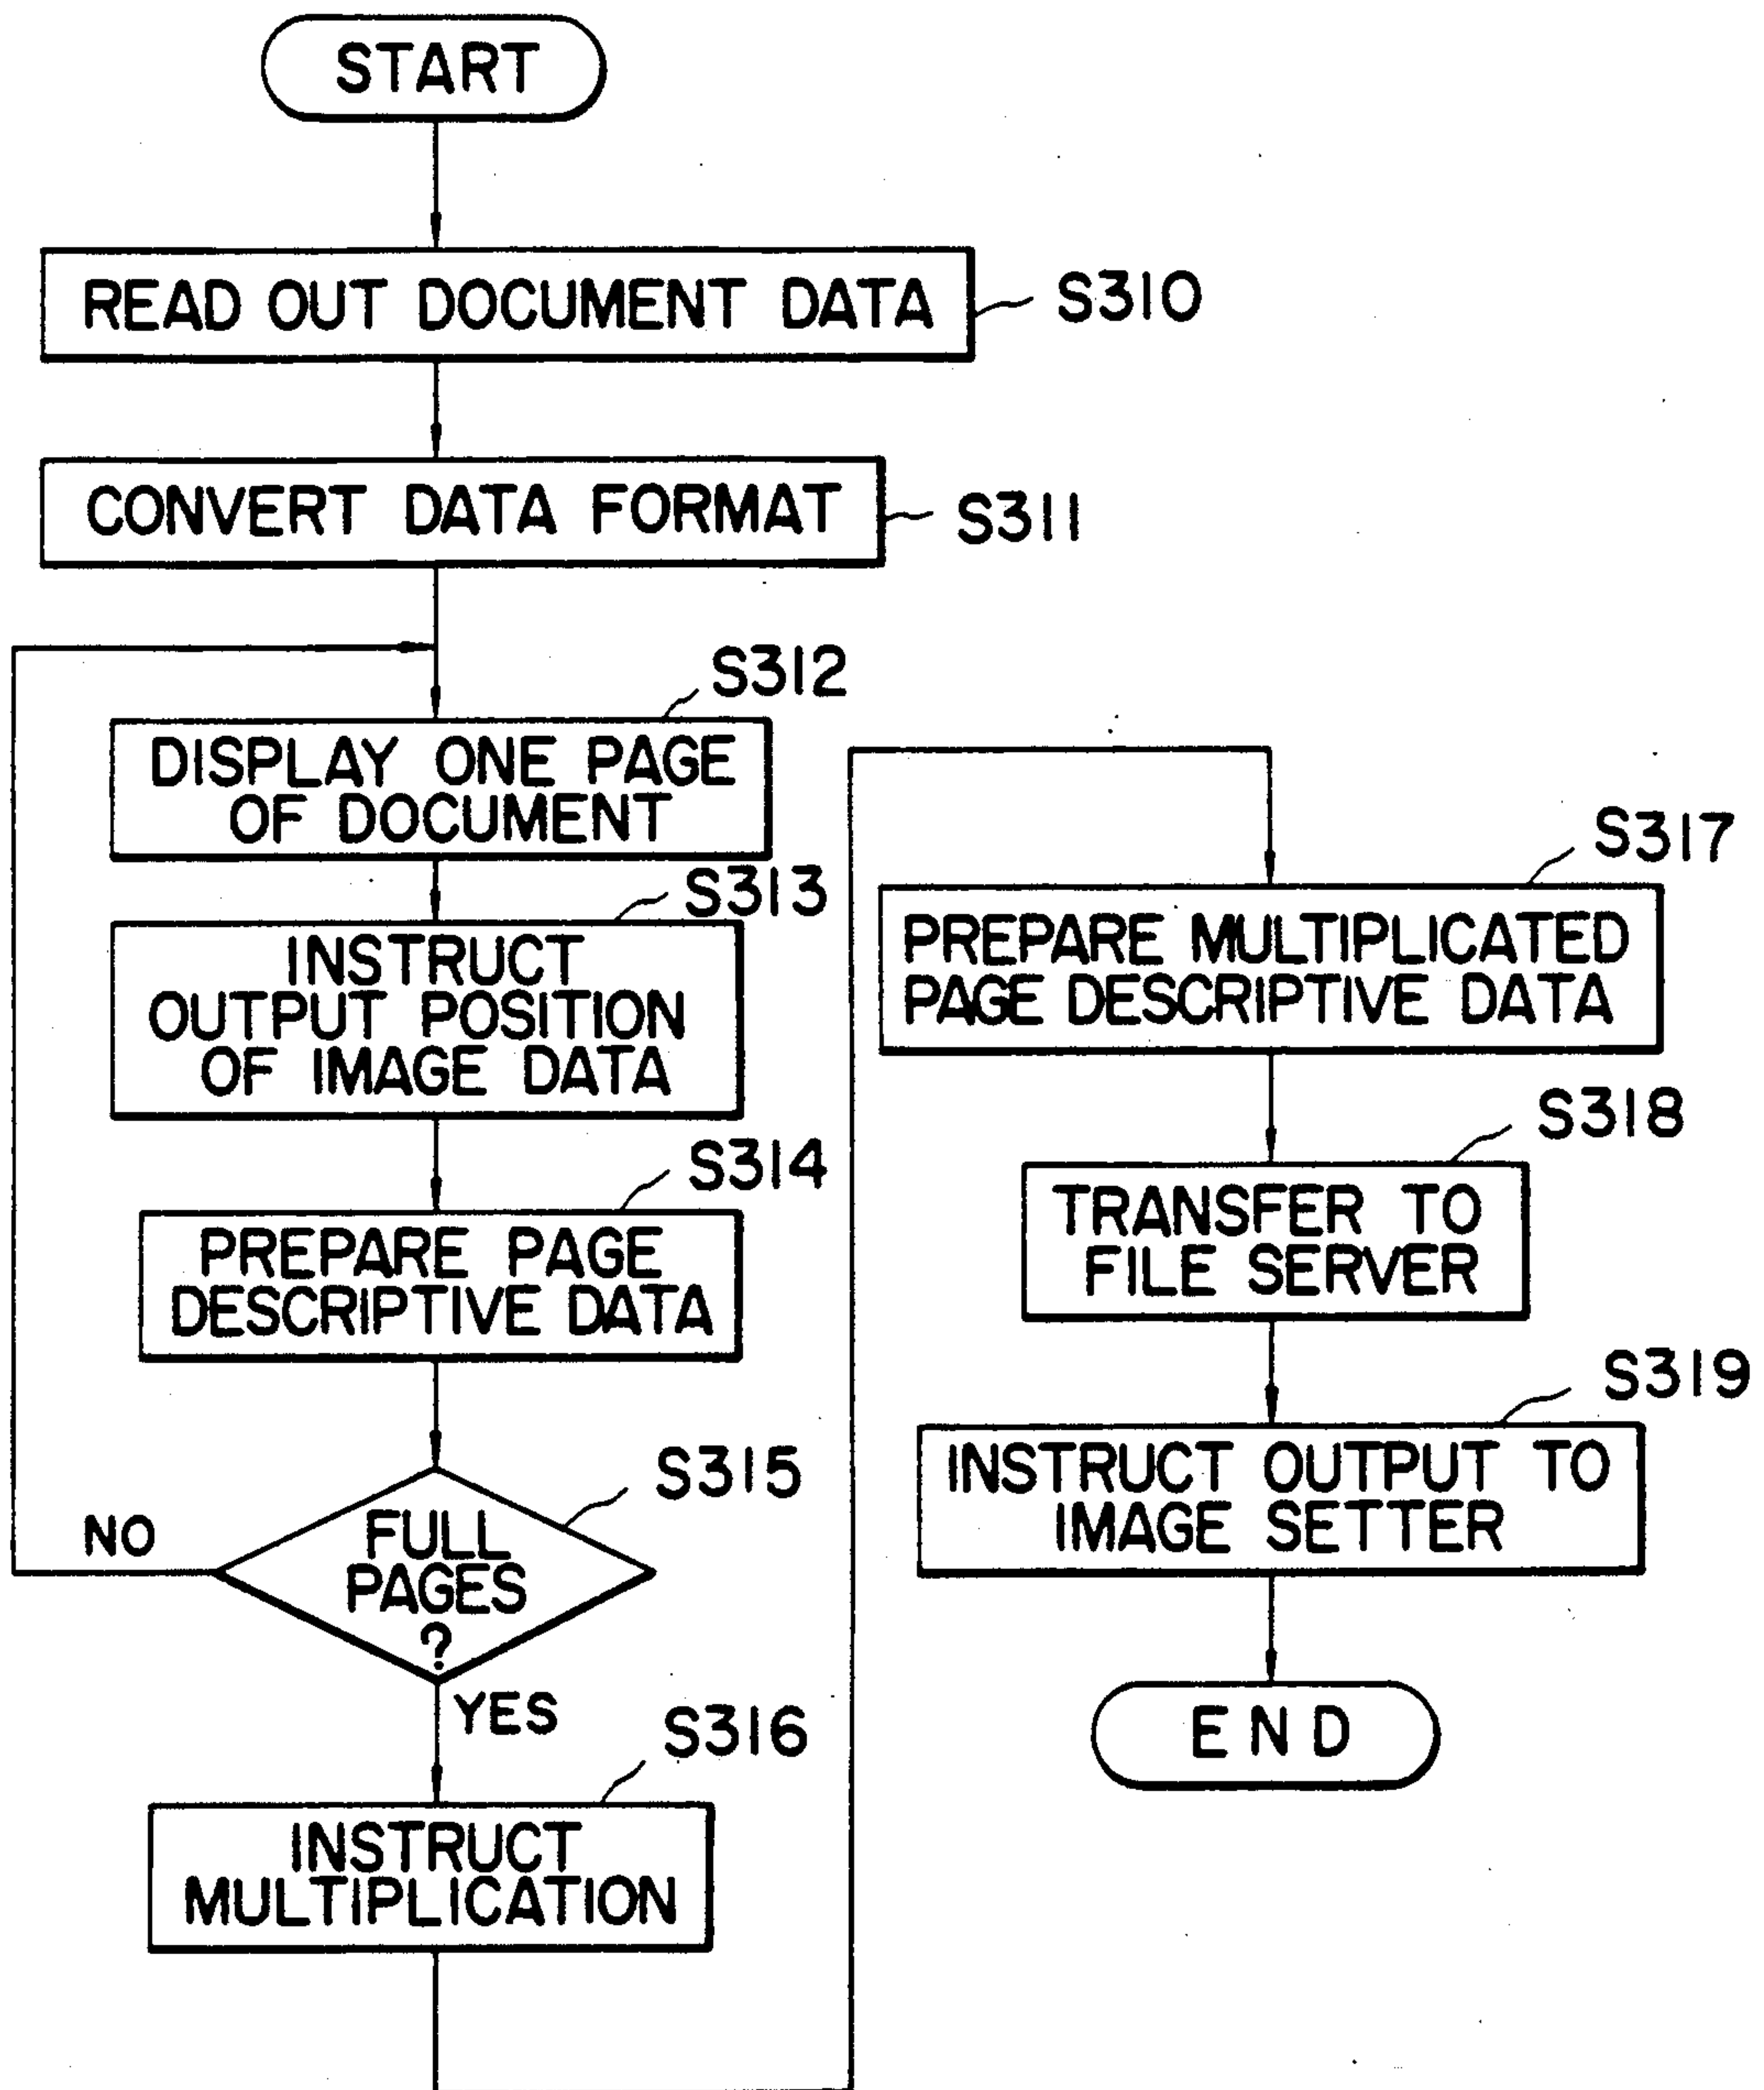 START
READ OUT DOCUMENT DATA
S310
CONVERT DATA FORMAT
S311
S312
DISPLAY ONE PAGE
OF DOCUMENT
S313
INSTRUCT
OUTPUT POSITION
OF IMAGE DATA
S314
PREPARE PAGE
DESCRIPTIVE DATA
S315
FULL
PAGES
?
NO
YES
S316
INSTRUCT
MULTIPLICATION
S317
PREPARE MULTIPLICATED
PAGE DESCRIPTIVE DATA
S318
TRANSFER TO
FILE SERVER
S319
INSTRUCT OUTPUT TO
IMAGE SETTER
END